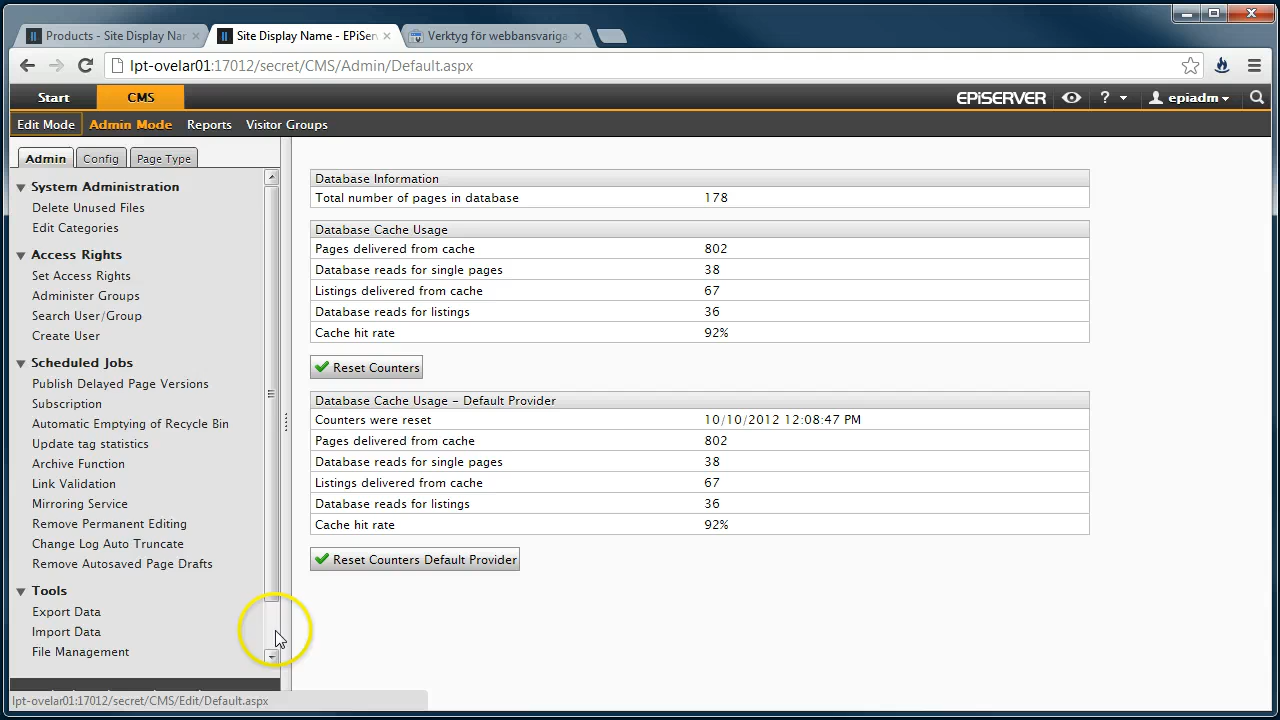 Products - Site Display Nar
Site Display Name - EPiSer
Verktyg för webbansvariga
lpt-ovelar01:17012/secret/CMS/Admin/Default.aspx
Start
CMS
EPiSERVER
?
epiadm
Edit Mode
Admin Mode
Reports
Visitor Groups
Admin
Config
Page Type
System Administration
Delete Unused Files
Edit Categories
Access Rights
Set Access Rights
Administer Groups
Search User/Group
Create User
Scheduled Jobs
Publish Delayed Page Versions
Subscription
Automatic Emptying of Recycle Bin
Update tag statistics
Archive Function
Link Validation
Mirroring Service
Remove Permanent Editing
Change Log Auto Truncate
Remove Autosaved Page Drafts
Tools
Export Data
Import Data
File Management
lpt-ovelar01:17012/secret/CMS/Edit/Default.aspx
Database Information
Total number of pages in database 178
Database Cache Usage
Pages delivered from cache 802
Database reads for single pages 38
Listings delivered from cache 67
Database reads for listings 36
Cache hit rate 92%
Reset Counters
Database Cache Usage - Default Provider
Counters were reset 10/10/2012 12:08:47 PM
Pages delivered from cache 802
Database reads for single pages 38
Listings delivered from cache 67
Database reads for listings 36
Cache hit rate 92%
Reset Counters Default Provider